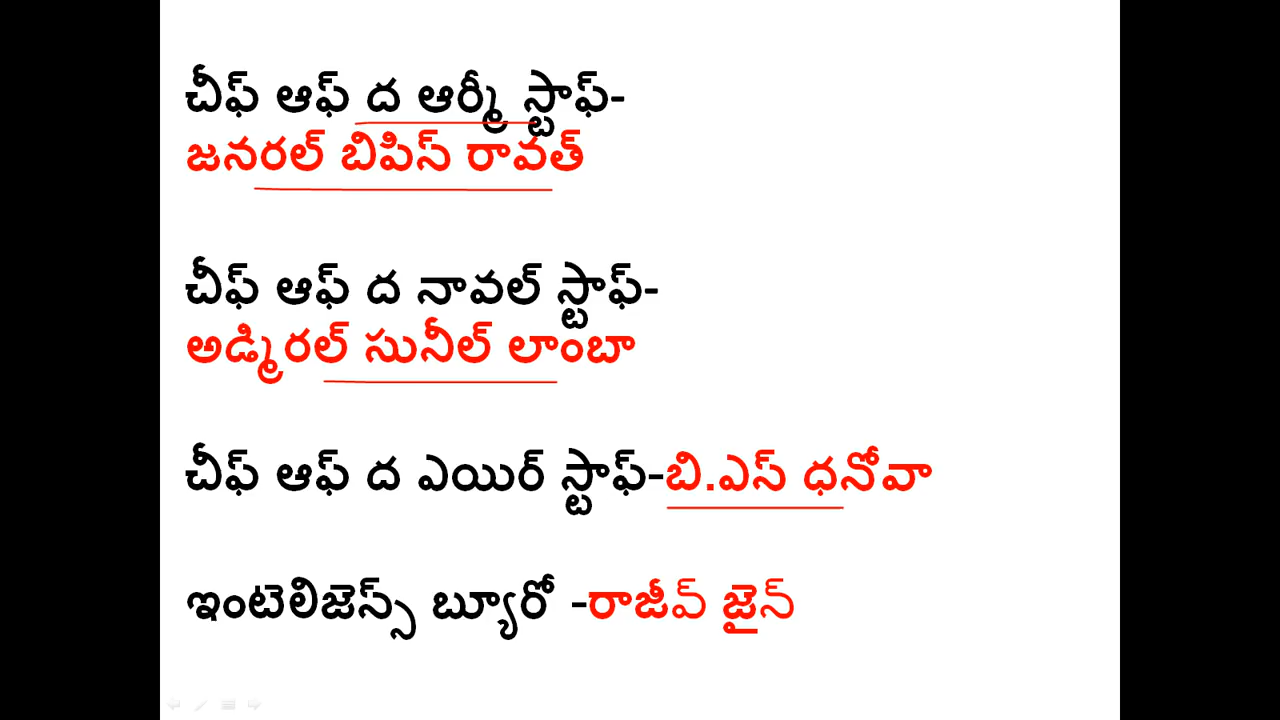 చీఫ్ ఆఫ్ ద ఆర్మీ స్టాఫ్-
జనరల్ బిపిస్ రావత్
చీఫ్ ఆఫ్ ద నావల్ స్టాఫ్-
అడ్మిరల్ సునీల్ లాంబా
చీఫ్ ఆఫ్ ద ఎయిర్ స్టాఫ్-బి.ఎస్ ధనోవా
ఇంటెలిజెన్స్ బ్యూరో -రాజీవ్ జైన్